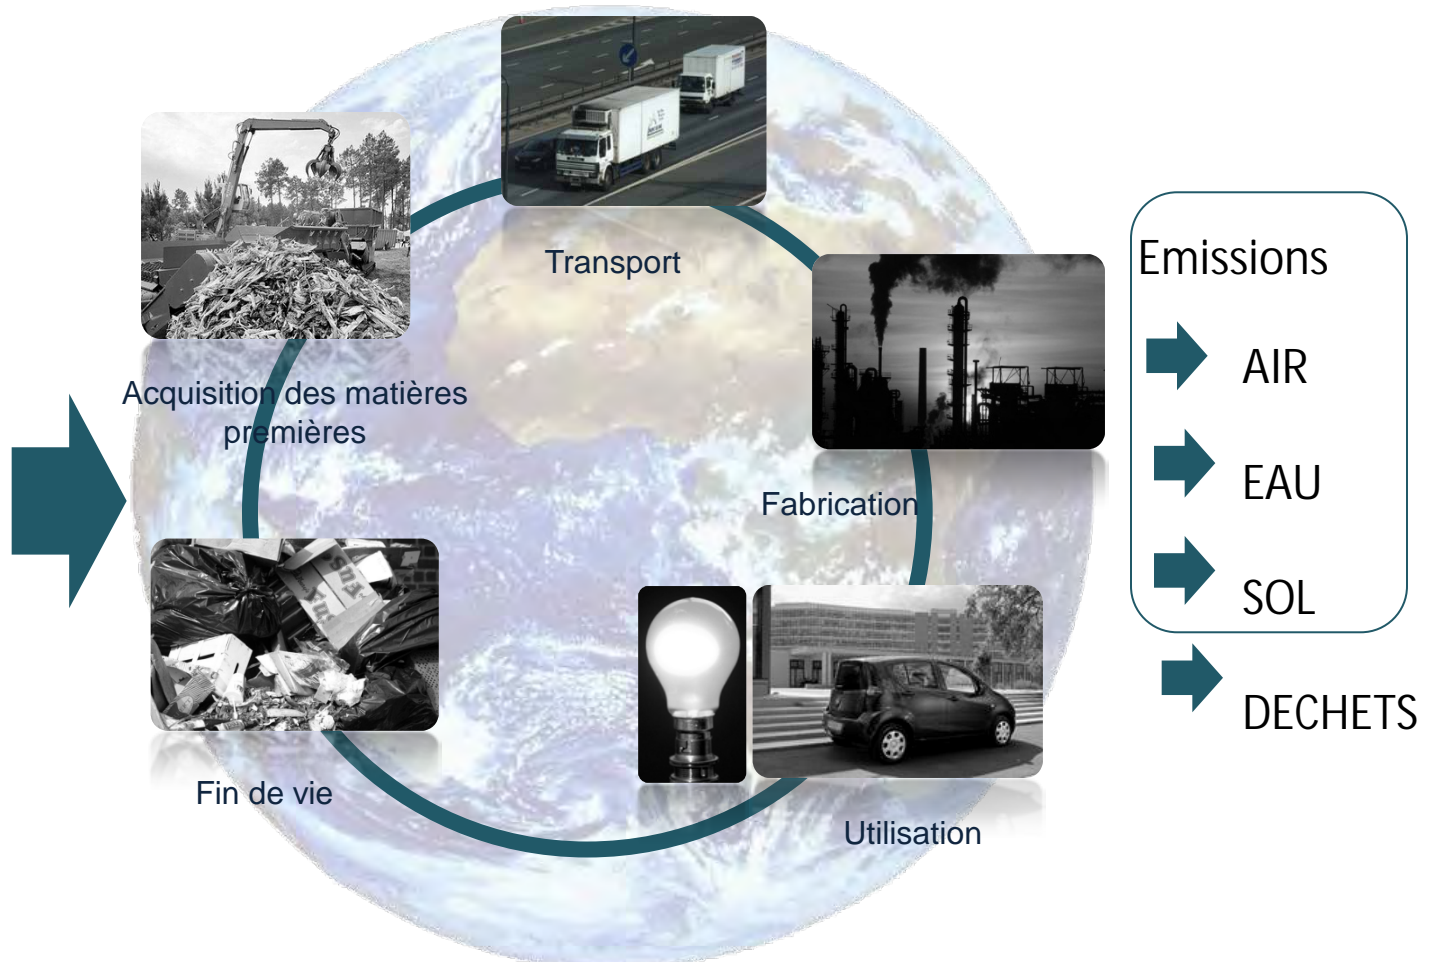 Transport
Acquisition des matières
premières
Fabrication
Utilisation
Fin de vie
Emissions
AIR
EAU
SOL
DECHETS